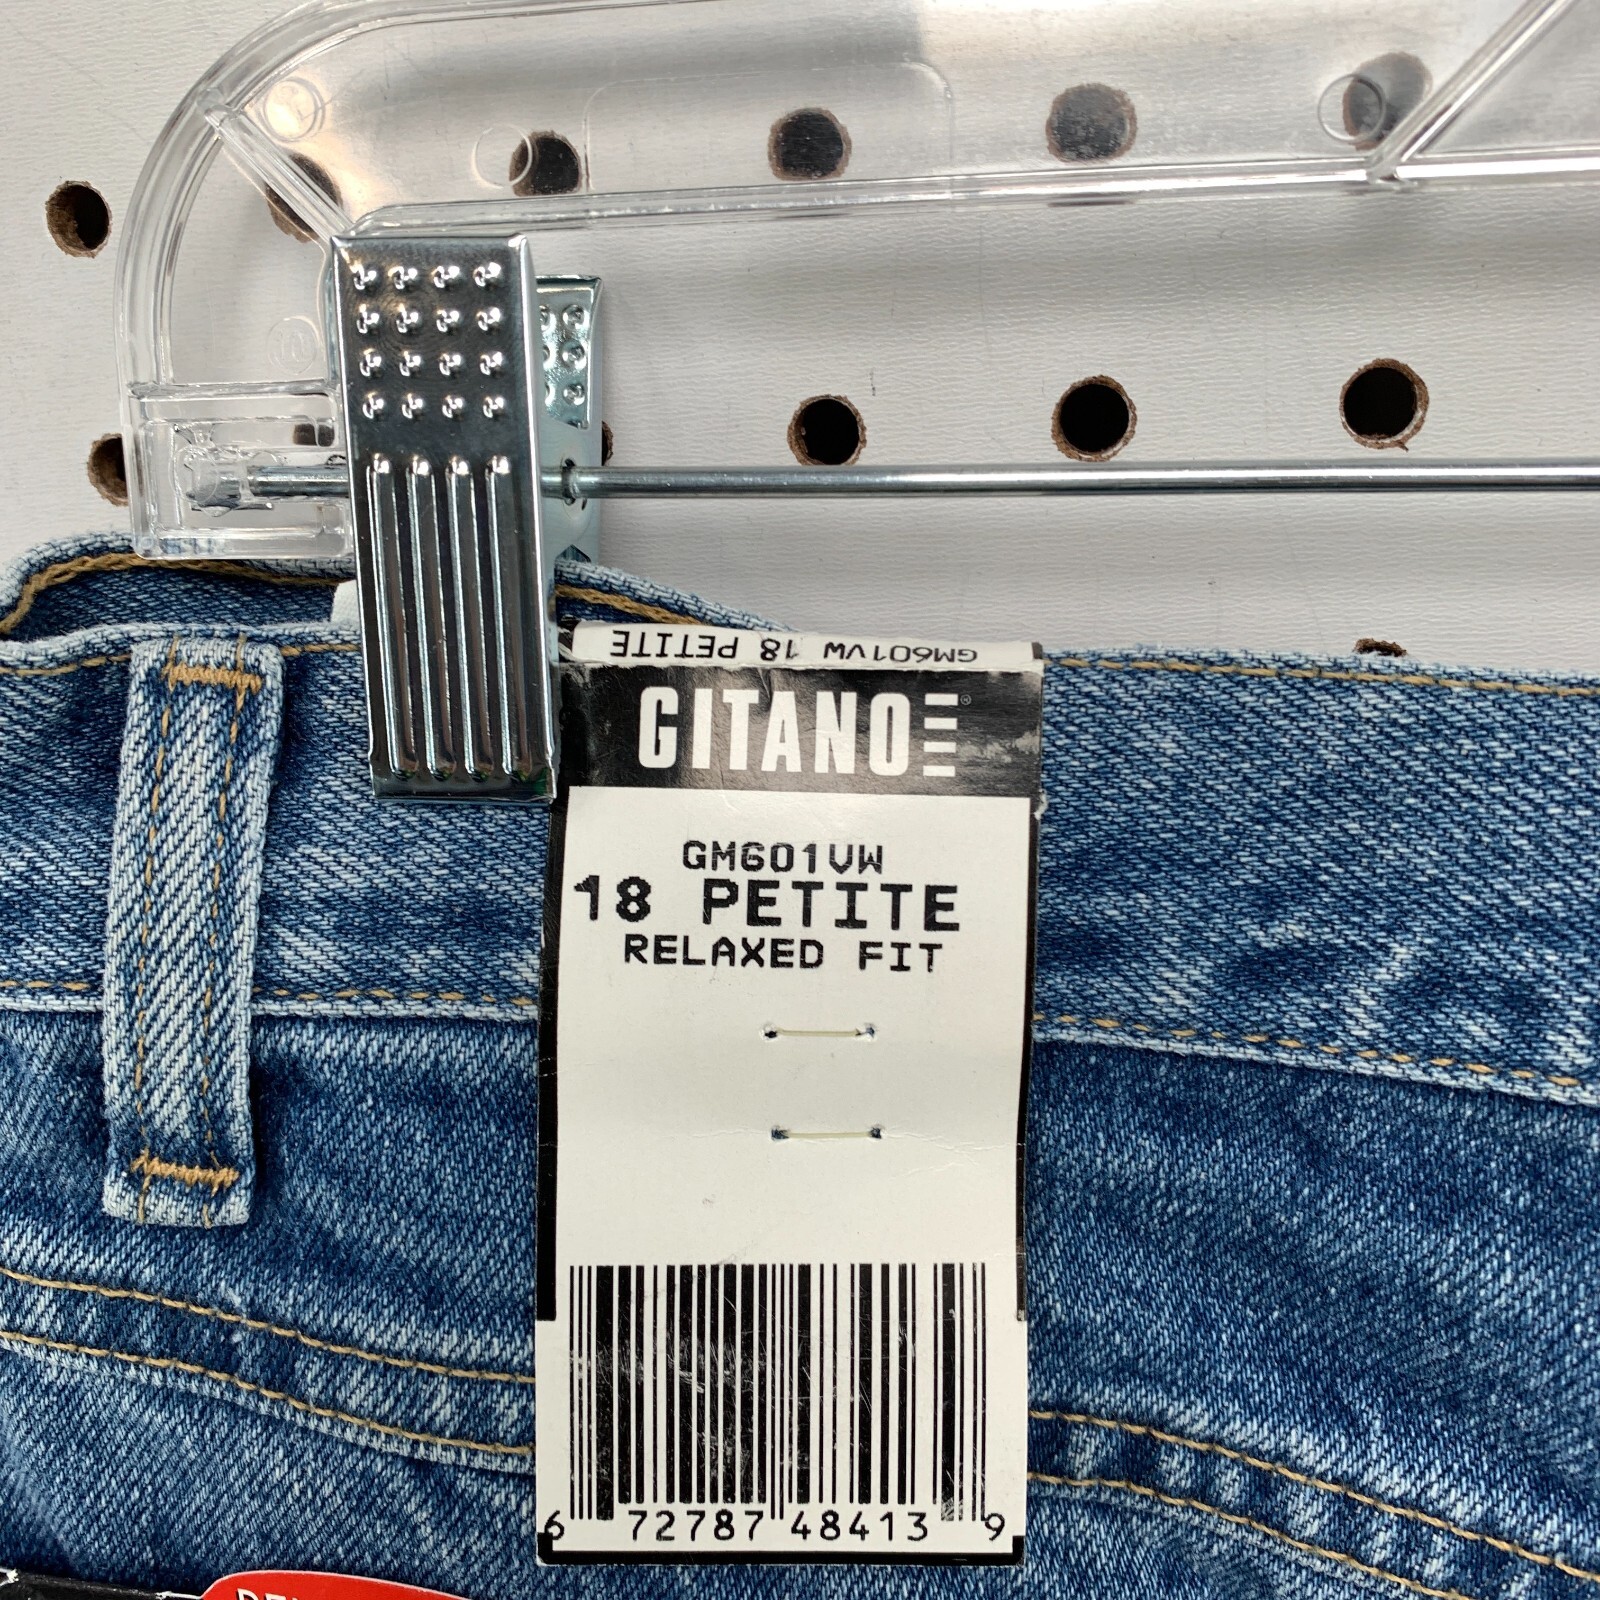 GM601VW 18 PETITE
GITANO®
GM601VW
18 PETITE
RELAXED FIT
6 72787 48413 9